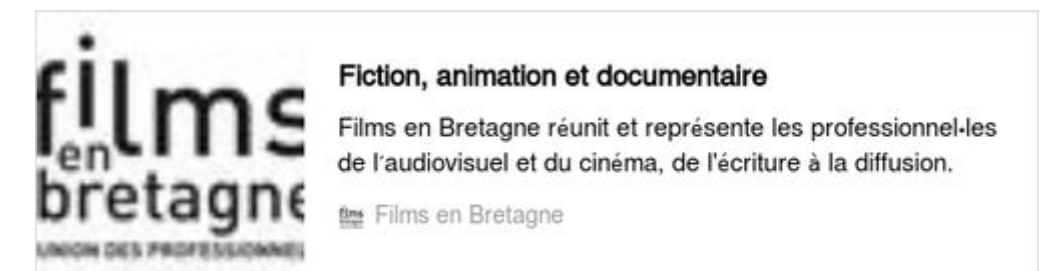 films
en
bretagne
UNION DES PROFESSIONNEL
Fiction, animation et documentaire
Films en Bretagne réunit et représente les professionnel•les
de l'audiovisuel et du cinéma, de l'écriture à la diffusion.
films
Films en Bretagne